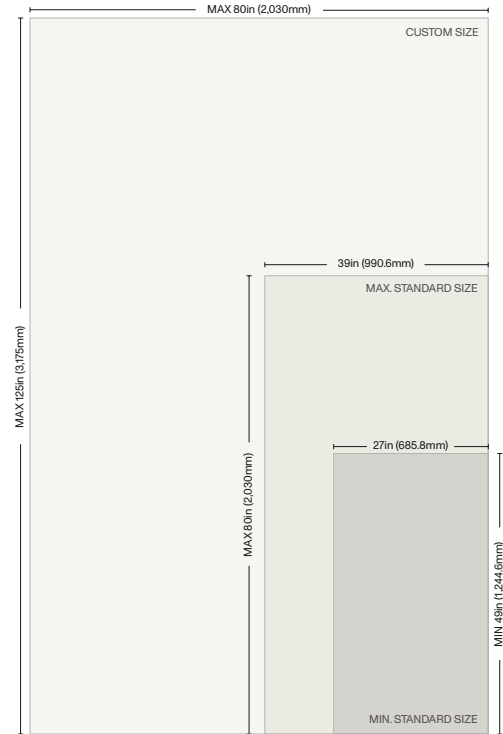 MAX 80in (2,030mm)
CUSTOM SIZE
39in (990.6mm)
MAX. STANDARD SIZE
MAX 125in (3,175mm)
27in (685.8mm)
MAX 80in (2,030mm)
MIN 49in (1,244.6mm)
MIN. STANDARD SIZE